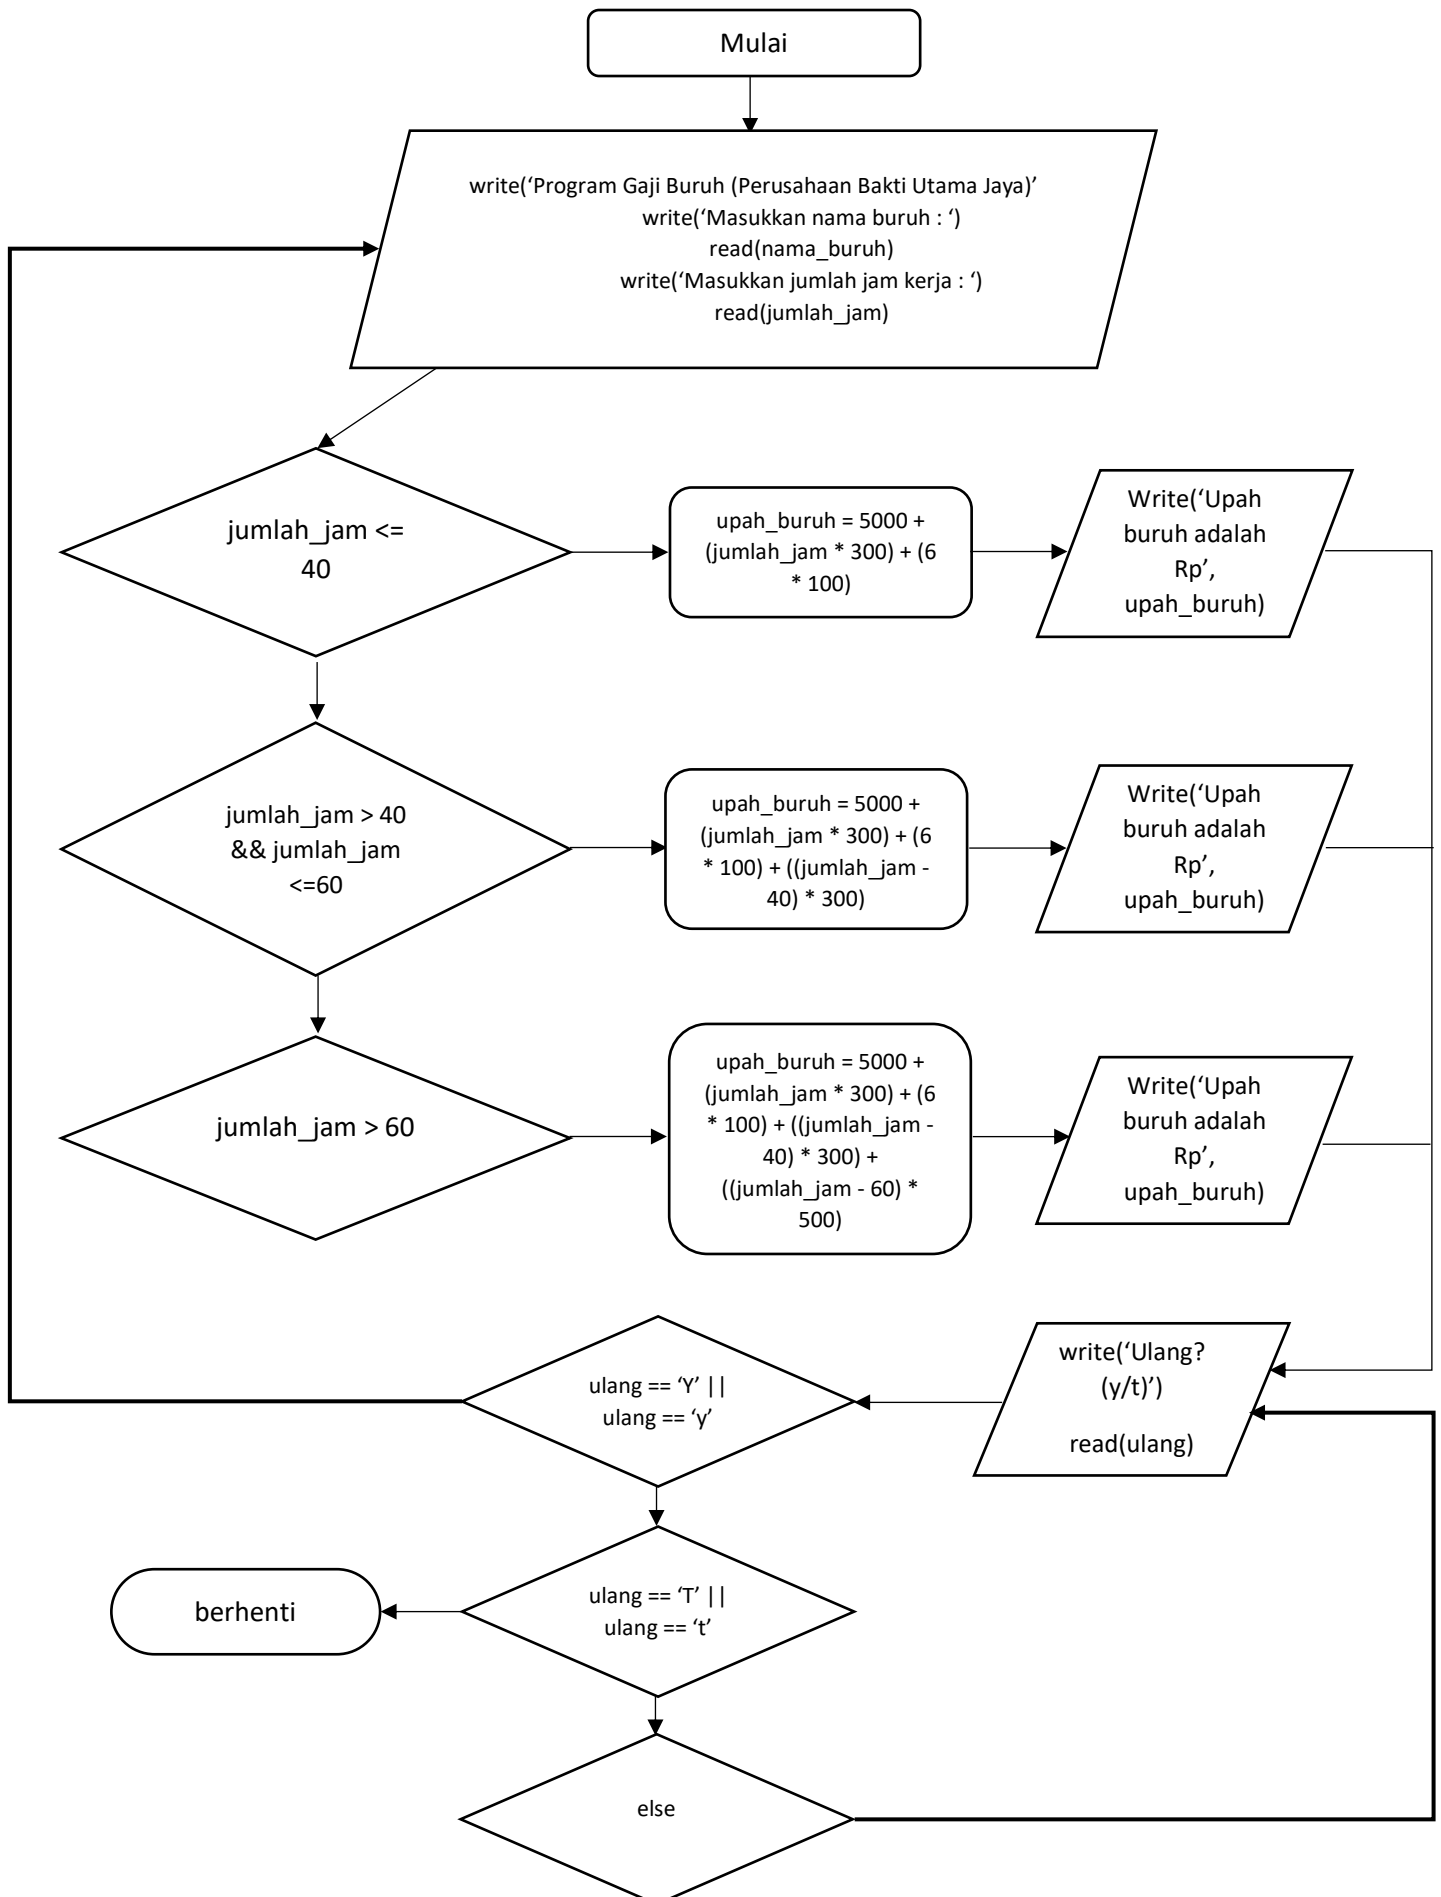 Mulai
write(‘Program Gaji Buruh (Perusahaan Bakti Utama Jaya)’
write(‘Masukkan nama buruh : ‘)
read(nama_buruh)
write(‘Masukkan jumlah jam kerja : ‘)
read(jumlah_jam)
jumlah_jam <=
40
upah_buruh = 5000 +
(jumlah_jam * 300) + (6
* 100)
Write(‘Upah
buruh adalah
Rp’,
upah_buruh)
jumlah_jam > 40
&& jumlah_jam
<=60
upah_buruh = 5000 +
(jumlah_jam * 300) + (6
* 100) + ((jumlah_jam -
40) * 300)
Write(‘Upah
buruh adalah
Rp’,
upah_buruh)
jumlah_jam > 60
upah_buruh = 5000 +
(jumlah_jam * 300) + (6
* 100) + ((jumlah_jam -
40) * 300) +
((jumlah_jam - 60) *
500)
Write(‘Upah
buruh adalah
Rp’,
upah_buruh)
write(‘Ulang?
(y/t)’)
read(ulang)
ulang == ‘Y’ ||
ulang == ‘y’
ulang == ‘T’ ||
ulang == ‘t’
berhenti
else